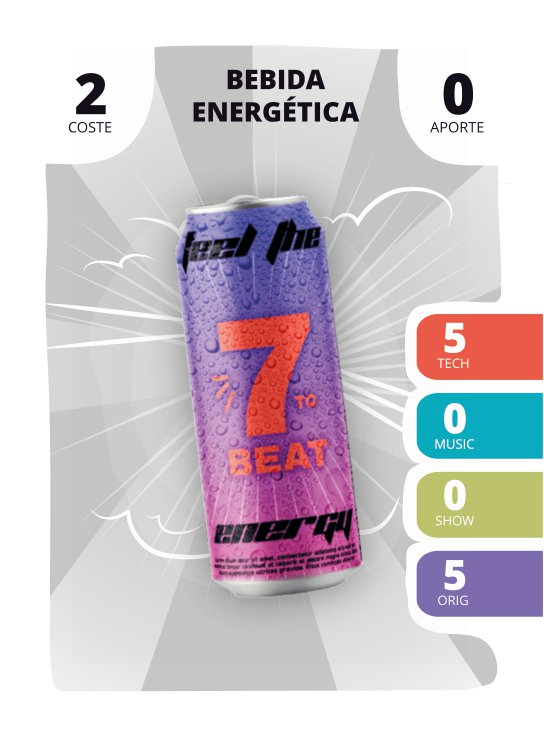 2
COSTE
BEBIDA
ENERGÉTICA
0
APORTE
feel the
7
TO
BEAT
energy
5
TECH
0
MUSIC
0
SHOW
5
ORIG